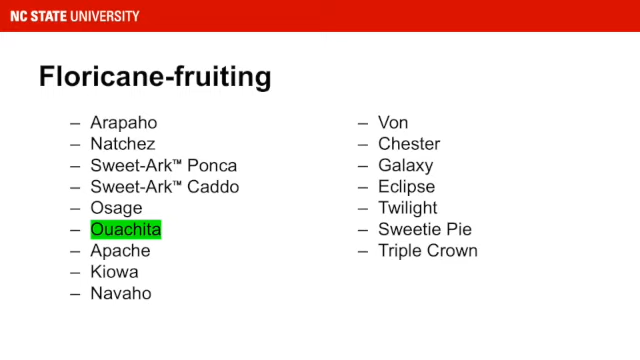 NC STATE UNIVERSITY
Floricane-fruiting
– Arapaho
– Natchez
– Sweet-Ark™ Ponca
– Sweet-Ark™ Caddo
– Osage
– Ouachita
– Apache
– Kiowa
– Navaho
– Von
– Chester
– Galaxy
– Eclipse
– Twilight
– Sweetie Pie
– Triple Crown